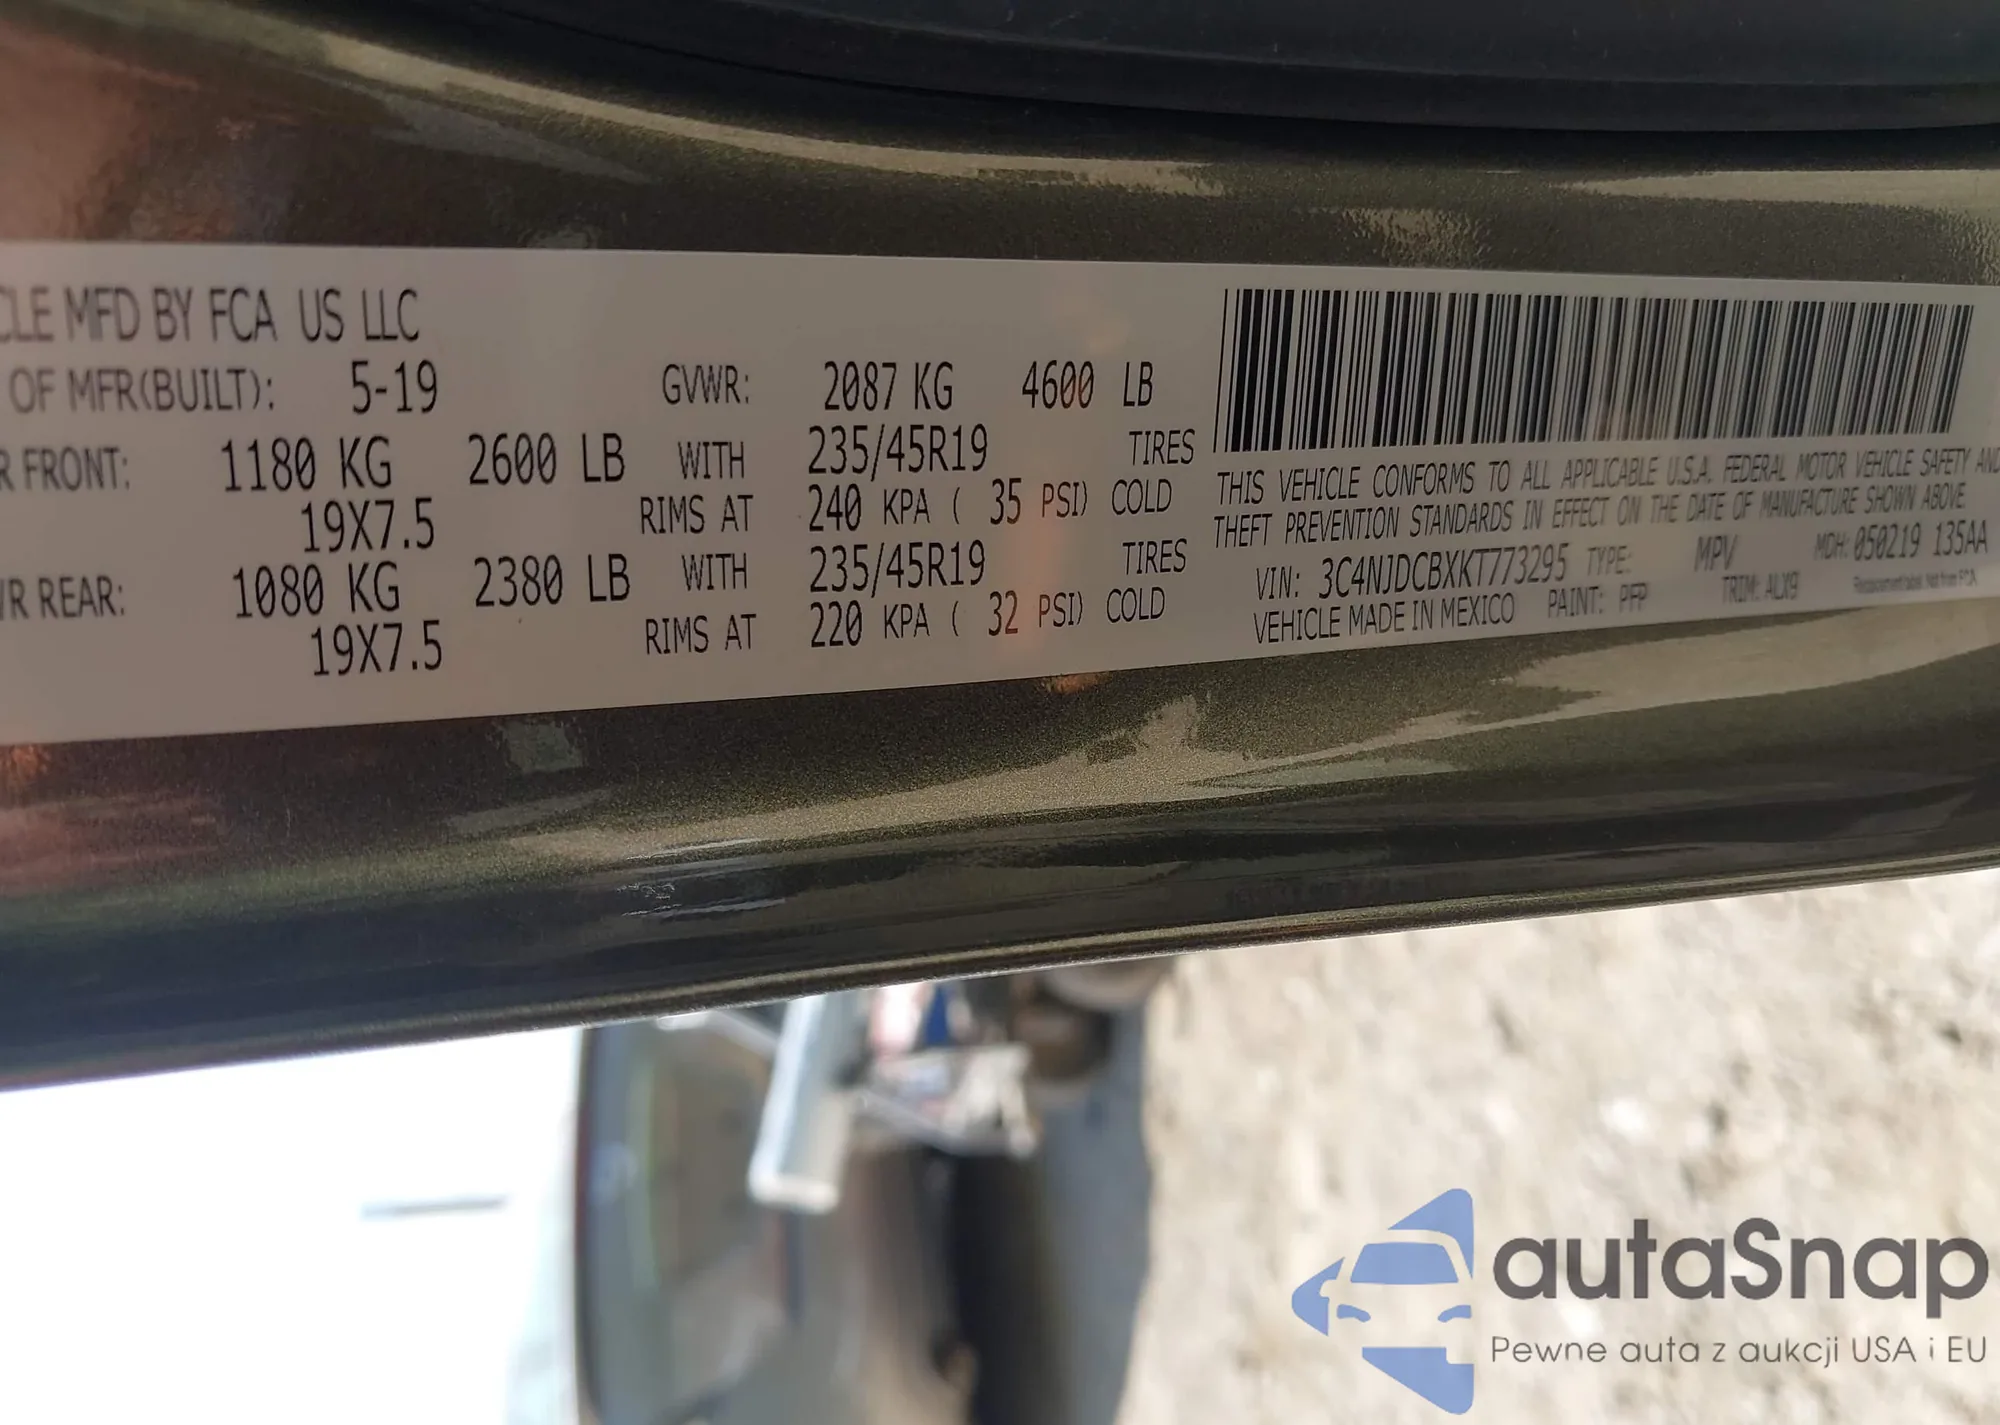 CLE MFD BY FCA US LLC
OF MFR(BUILT): 5-19 GVWR: 2087 KG 4600 LB
R FRONT: 1180 KG 2600 LB WITH 235/45R19 TIRES
19X7.5 RIMS AT 240 KPA ( 35 PSI) COLD
R REAR: 1080 KG 2380 LB WITH 235/45R19 TIRES
19X7.5 RIMS AT 220 KPA ( 32 PSI) COLD
THIS VEHICLE CONFORMS TO ALL APPLICABLE U.S.A. FEDERAL MOTOR VEHICLE SAFETY AND
THEFT PREVENTION STANDARDS IN EFFECT ON THE DATE OF MANUFACTURE SHOWN ABOVE
VIN: 3C4NJDCBXKT773295 TYPE: MPV MDH: 050219 135AA
VEHICLE MADE IN MEXICO PAINT: PFP TRIM: ALX9 Replacement label. Not from FCA
autaSnap
Pewne auta z aukcji USA i EU